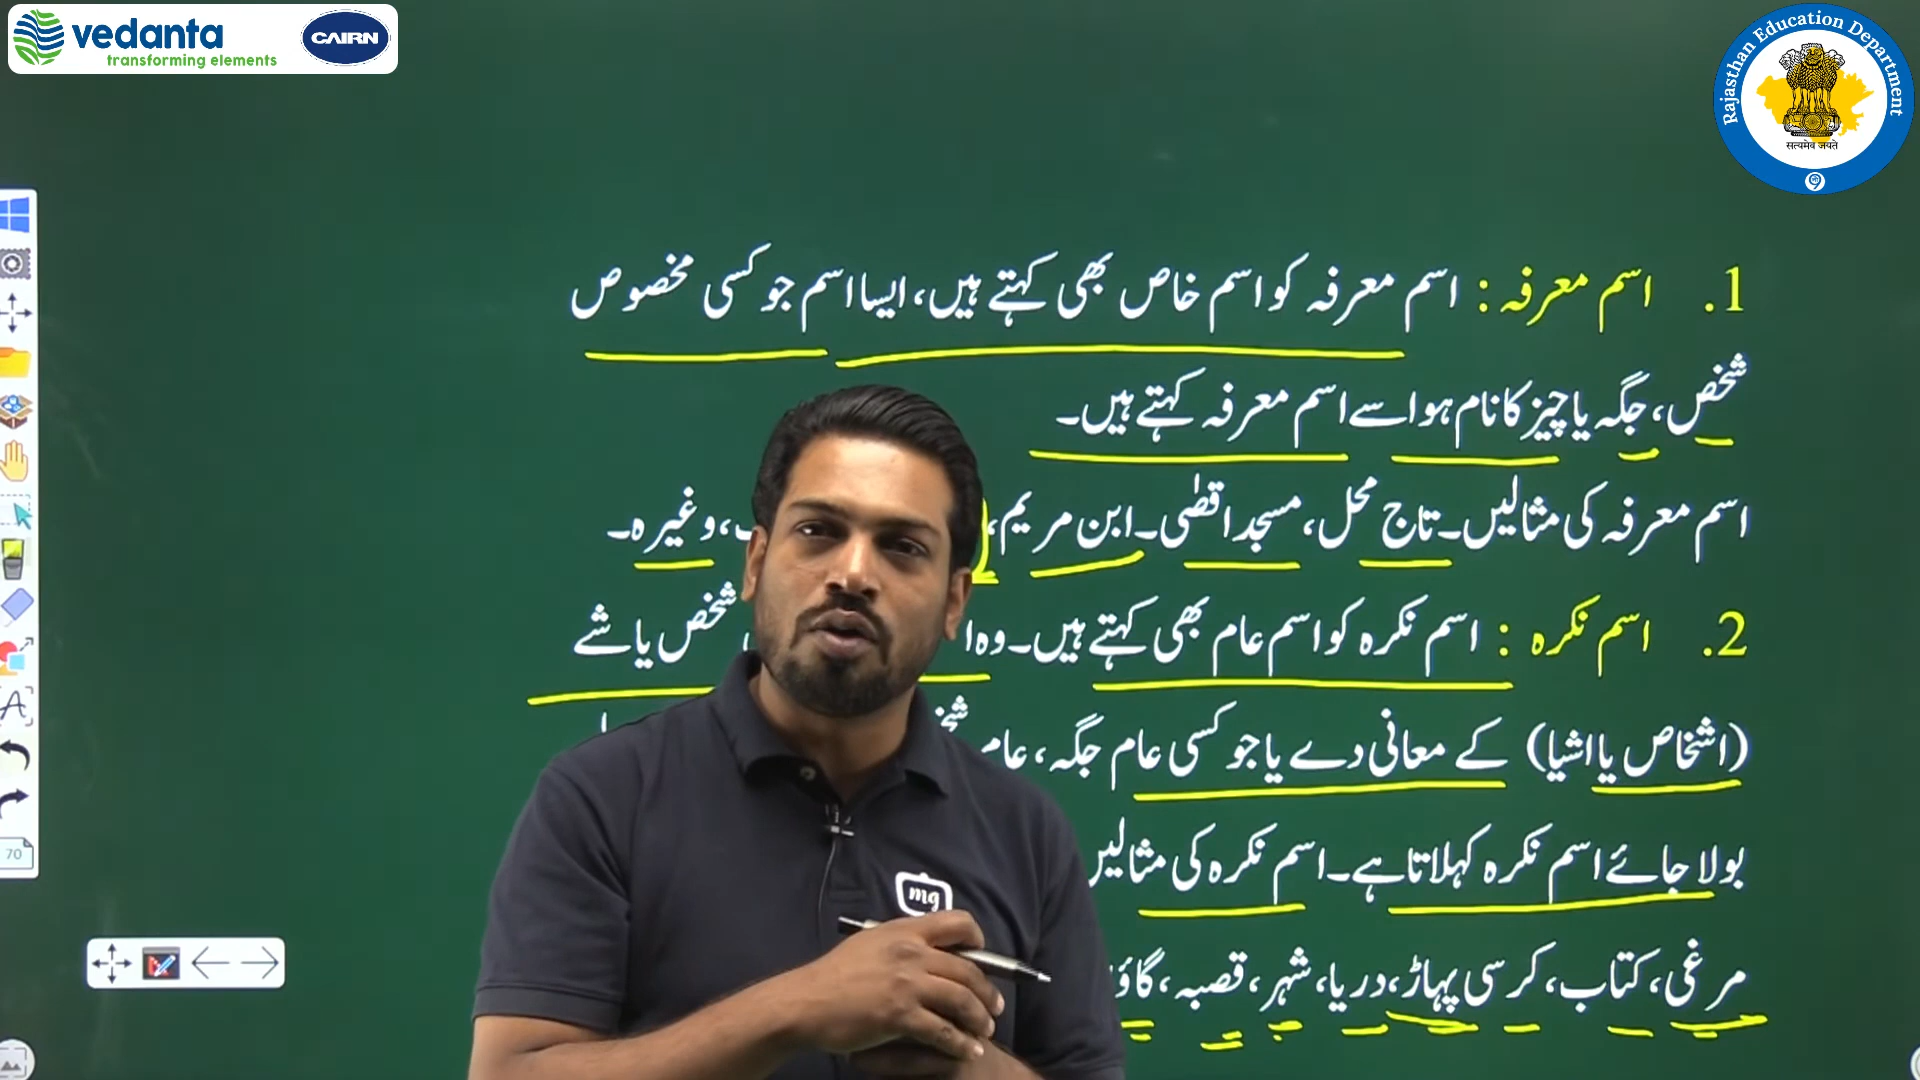 vedanta
transforming elements
CAIRN
Rajasthan Education Department
सत्यमेव जयते
1. اسم معرفہ : اسم معرفہ کو اسم خاص بھی کہتے ہیں، ایسا اسم جو کسی مخصوص
شخص، جگہ یا چیز کا نام ہو اسے اسم معرفہ کہتے ہیں۔
اسم معرفہ کی مثالیں۔ تاج محل، مسجد اقصٰی۔ ابن مریم، ، وغیرہ۔
2. اسم نکرہ : اسم نکرہ کو اسم عام بھی کہتے ہیں۔ وہ شخص یا شے
(اشخاص یا اشیا) کے معانی دے یا جو کسی عام جگہ، عام
بولا جائے اسم نکرہ کہلاتا ہے۔ اسم نکرہ کی مثالیں
مرغی، کتاب، کرسی پہاڑ، دریا، شہر، قصبہ،
mg
70